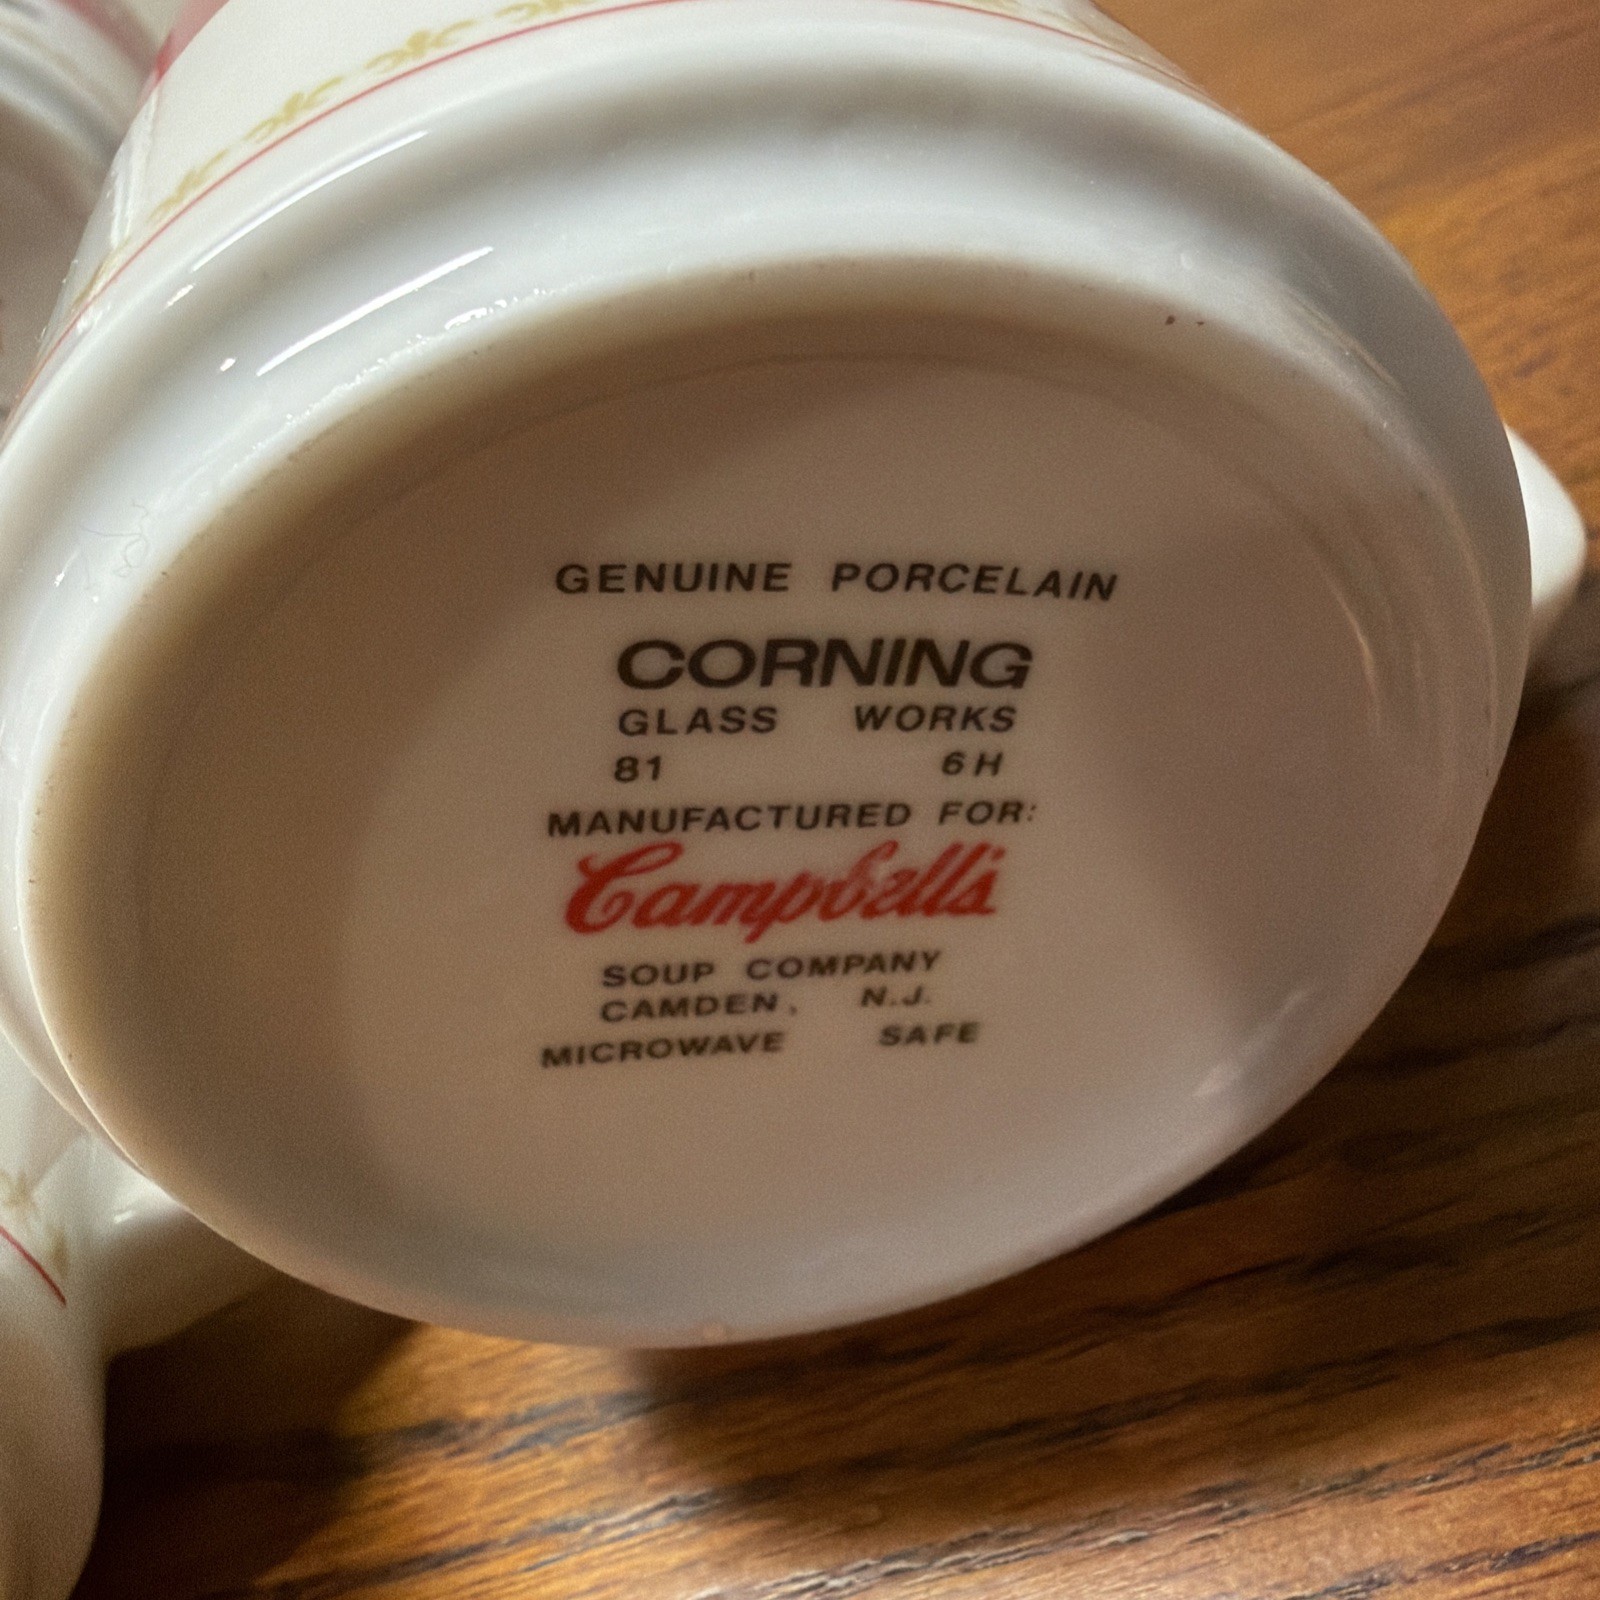 GENUINE PORCELAIN
CORNING
GLASS WORKS
81 6H
MANUFACTURED FOR:
Campbell's
SOUP COMPANY
CAMDEN, N.J.
MICROWAVE SAFE